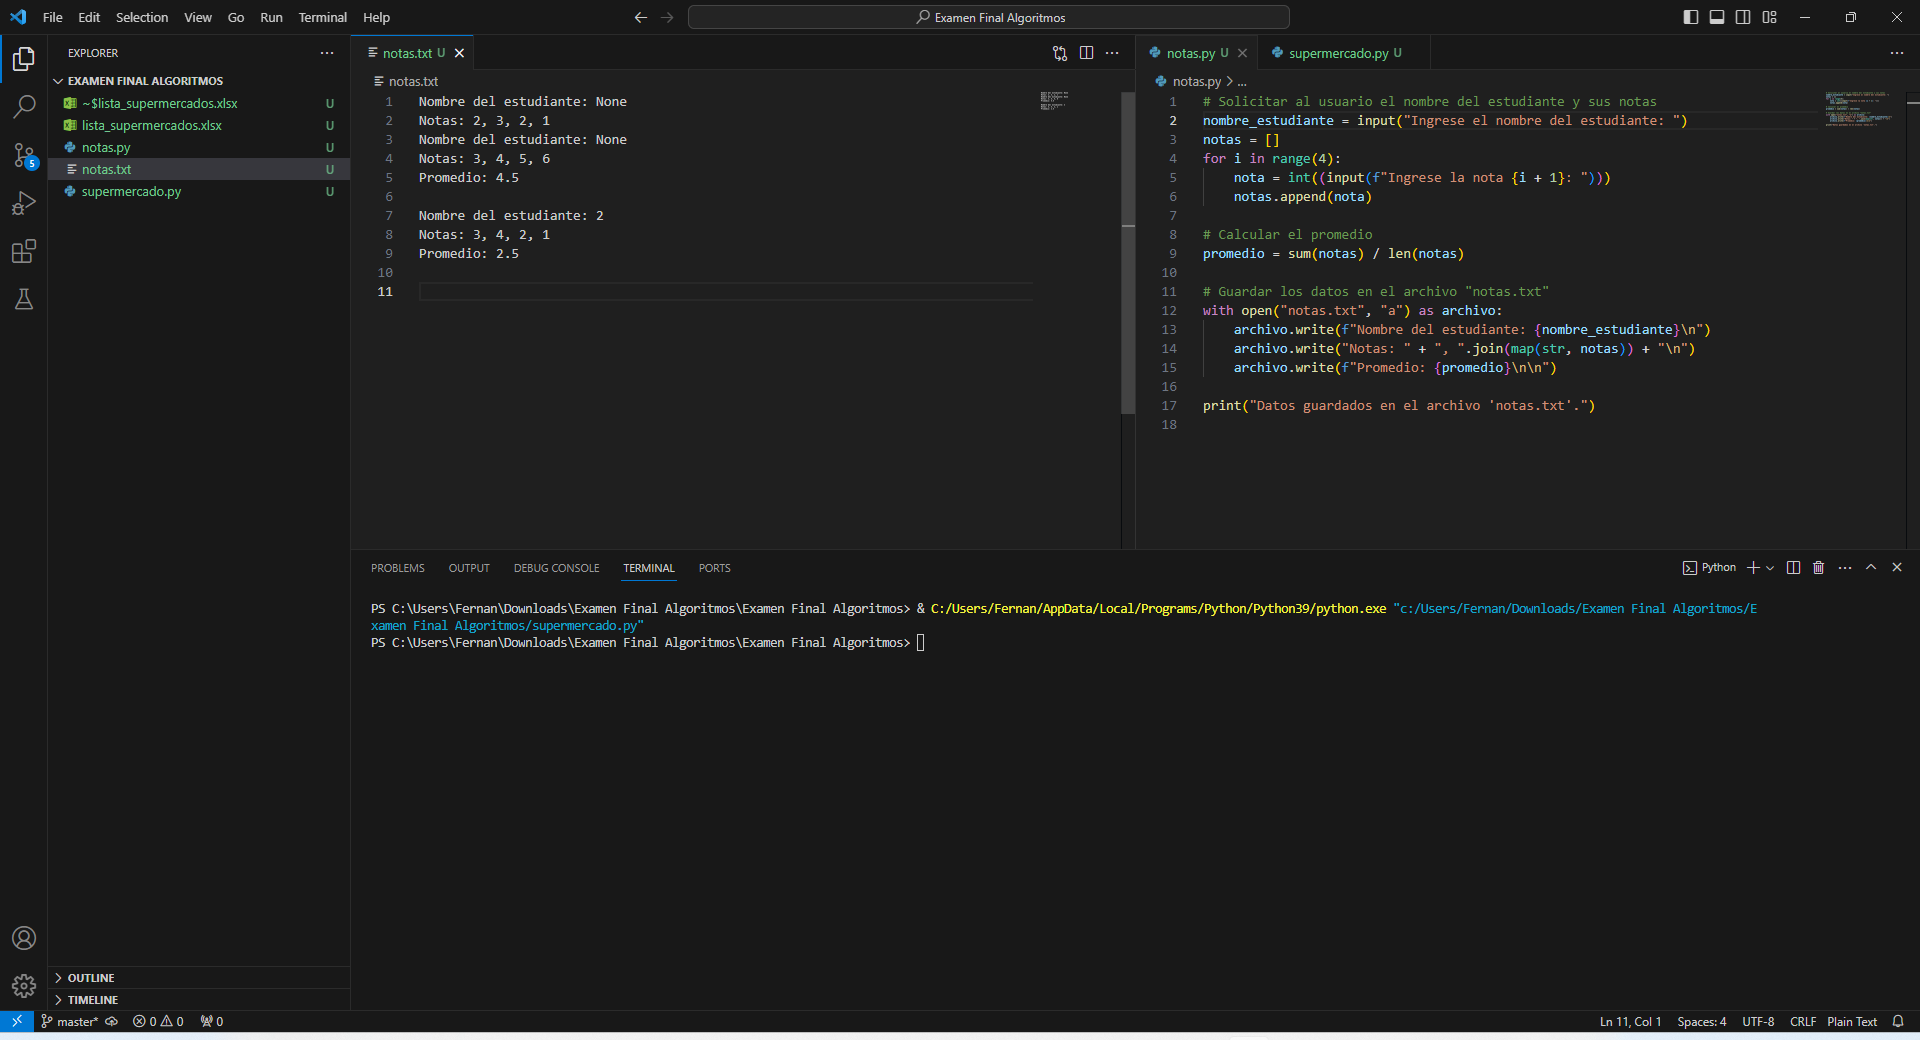 File Edit Selection View Go Run Terminal Help
Examen Final Algoritmos
EXPLORER
EXAMEN FINAL ALGORITMOS
~$lista_supermercados.xlsx U
lista_supermercados.xlsx U
notas.py U
notas.txt U
supermercado.py U
5
OUTLINE
TIMELINE
notas.txt U
notas.txt
1 Nombre del estudiante: None
2 Notas: 2, 3, 2, 1
3 Nombre del estudiante: None
4 Notas: 3, 4, 5, 6
5 Promedio: 4.5
6
7 Nombre del estudiante: 2
8 Notas: 3, 4, 2, 1
9 Promedio: 2.5
10
11
notas.py U supermercado.py U
notas.py > ...
1 # Solicitar al usuario el nombre del estudiante y sus notas
2 nombre_estudiante = input("Ingrese el nombre del estudiante: ")
3 notas = []
4 for i in range(4):
5     nota = int((input(f"Ingrese la nota {i + 1}: ")))
6     notas.append(nota)
7
8 # Calcular el promedio
9 promedio = sum(notas) / len(notas)
10
11 # Guardar los datos en el archivo "notas.txt"
12 with open("notas.txt", "a") as archivo:
13     archivo.write(f"Nombre del estudiante: {nombre_estudiante}\n")
14     archivo.write("Notas: " + ", ".join(map(str, notas)) + "\n")
15     archivo.write(f"Promedio: {promedio}\n\n")
16
17 print("Datos guardados en el archivo 'notas.txt'.")
18
PROBLEMS OUTPUT DEBUG CONSOLE TERMINAL PORTS
Python
PS C:\Users\Fernan\Downloads\Examen Final Algoritmos\Examen Final Algoritmos> & C:/Users/Fernan/AppData/Local/Programs/Python/Python39/python.exe "c:/Users/Fernan/Downloads/Examen Final Algoritmos/E
xamen Final Algoritmos/supermercado.py"
PS C:\Users\Fernan\Downloads\Examen Final Algoritmos\Examen Final Algoritmos>
master* 0 0 0
Ln 11, Col 1 Spaces: 4 UTF-8 CRLF Plain Text